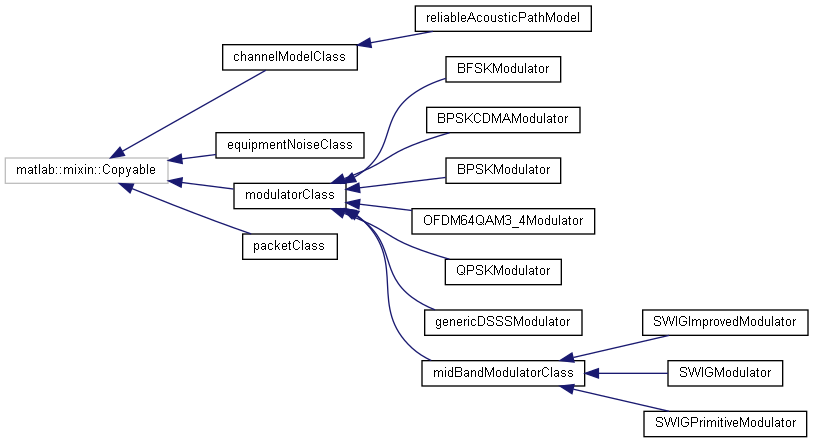 reliableAcousticPathModel
channelModelClass
BFSKModulator
BPSKCDMAModulator
equipmentNoiseClass
matlab::mixin::Copyable
BPSKModulator
modulatorClass
OFDM64QAM3_4Modulator
packetClass
QPSKModulator
genericDSSSModulator
SWIGImprovedModulator
midBandModulatorClass
SWIGModulator
SWIGPrimitiveModulator